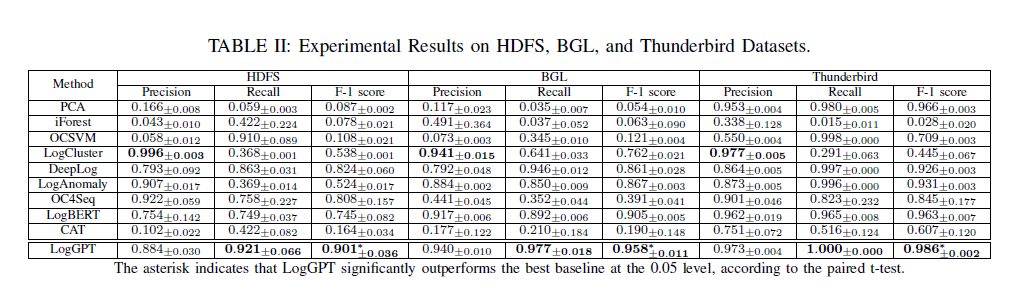 TABLE II: Experimental Results on HDFS, BGL, and Thunderbird Datasets.
Method HDFS BGL Thunderbird
Precision Recall F-1 score Precision Recall F-1 score Precision Recall F-1 score
PCA 0.166±0.008 0.059±0.003 0.087±0.002 0.117±0.023 0.035±0.007 0.054±0.010 0.953±0.004 0.980±0.005 0.966±0.003
iForest 0.043±0.010 0.422±0.224 0.078±0.021 0.491±0.364 0.037±0.052 0.063±0.090 0.338±0.128 0.015±0.011 0.028±0.020
OCSVM 0.058±0.012 0.910±0.089 0.108±0.021 0.073±0.003 0.345±0.010 0.121±0.004 0.550±0.004 0.998±0.000 0.709±0.003
LogCluster 0.996±0.003 0.368±0.001 0.538±0.001 0.941±0.015 0.641±0.033 0.762±0.021 0.977±0.005 0.291±0.063 0.445±0.067
DeepLog 0.793±0.092 0.863±0.031 0.824±0.060 0.792±0.048 0.946±0.012 0.861±0.028 0.864±0.005 0.997±0.000 0.926±0.003
LogAnomaly 0.907±0.017 0.369±0.014 0.524±0.017 0.884±0.002 0.850±0.009 0.867±0.003 0.873±0.005 0.996±0.000 0.931±0.003
OC4Seq 0.922±0.059 0.758±0.227 0.808±0.157 0.441±0.045 0.352±0.044 0.391±0.041 0.901±0.046 0.823±0.232 0.845±0.177
LogBERT 0.754±0.142 0.749±0.037 0.745±0.082 0.917±0.006 0.892±0.006 0.905±0.005 0.962±0.019 0.965±0.008 0.963±0.007
CAT 0.102±0.022 0.422±0.082 0.164±0.034 0.177±0.122 0.210±0.184 0.190±0.148 0.751±0.072 0.516±0.124 0.607±0.120
LogGPT 0.884±0.030 0.921±0.066 0.901*±0.036 0.940±0.010 0.977±0.018 0.958*±0.011 0.973±0.004 1.000±0.000 0.986*±0.002
The asterisk indicates that LogGPT significantly outperforms the best baseline at the 0.05 level, according to the paired t-test.